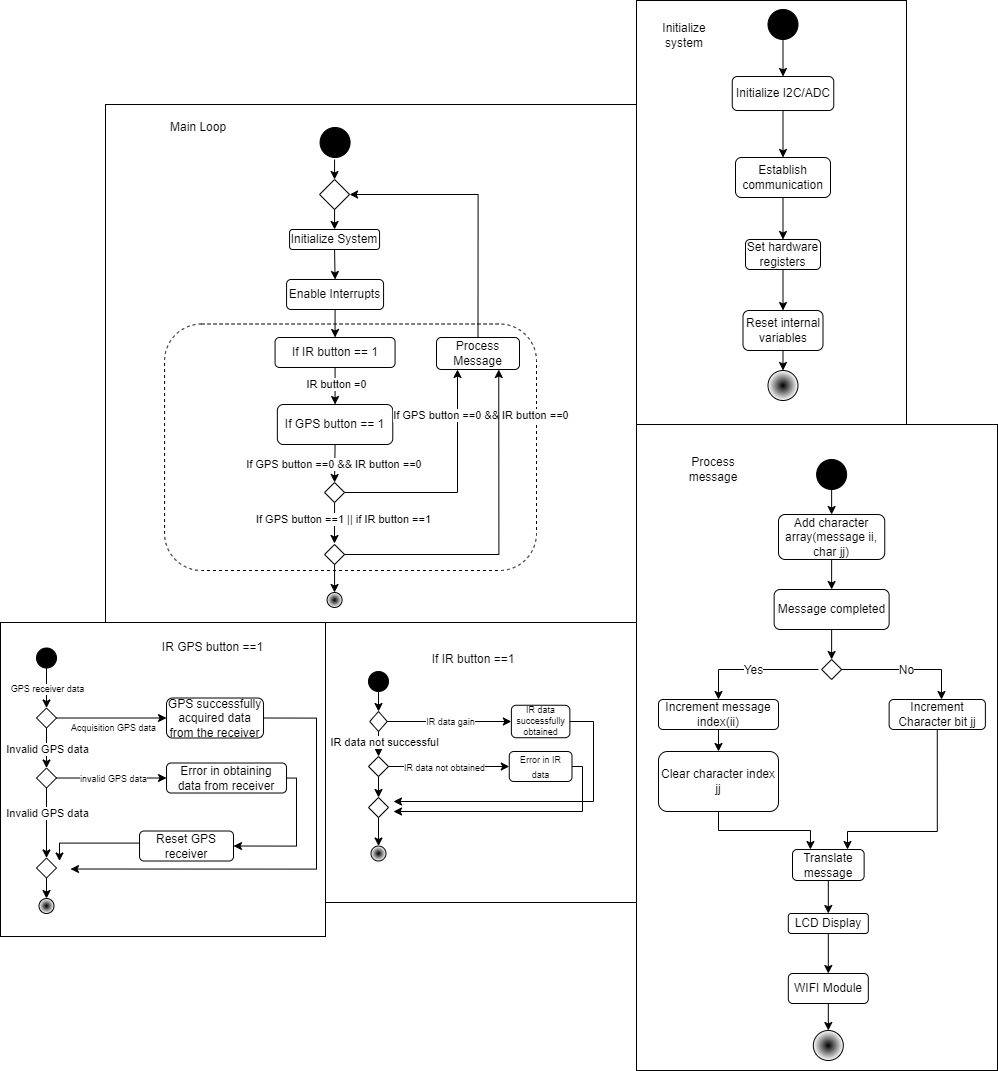 Initialize
system
Initialize I2C/ADC
Establish
communication
Set hardware
registers
Reset internal
variables
Main Loop
Initialize System
Enable Interrupts
If IR button == 1
IR button =0
If GPS button == 1
If GPS button ==0 && IR button ==0
If GPS button ==1 || if IR button ==1
Process
Message
If GPS button ==0 && IR button ==0
IR GPS button ==1
GPS receiver data
Acquisition GPS data
GPS successfully
acquired data
from the receiver
Invalid GPS data
invalid GPS data
Error in obtaining
data from receiver
Invalid GPS data
Reset GPS
receiver
If IR button ==1
IR data gain
IR data
successfully
obtained
IR data not successful
IR data not obtained
Error in IR
data
Process
message
Add character
array(message ii,
char jj)
Message completed
Yes
No
Increment message
index(ii)
Increment
Character bit jj
Clear character index
jj
Translate
message
LCD Display
WIFI Module